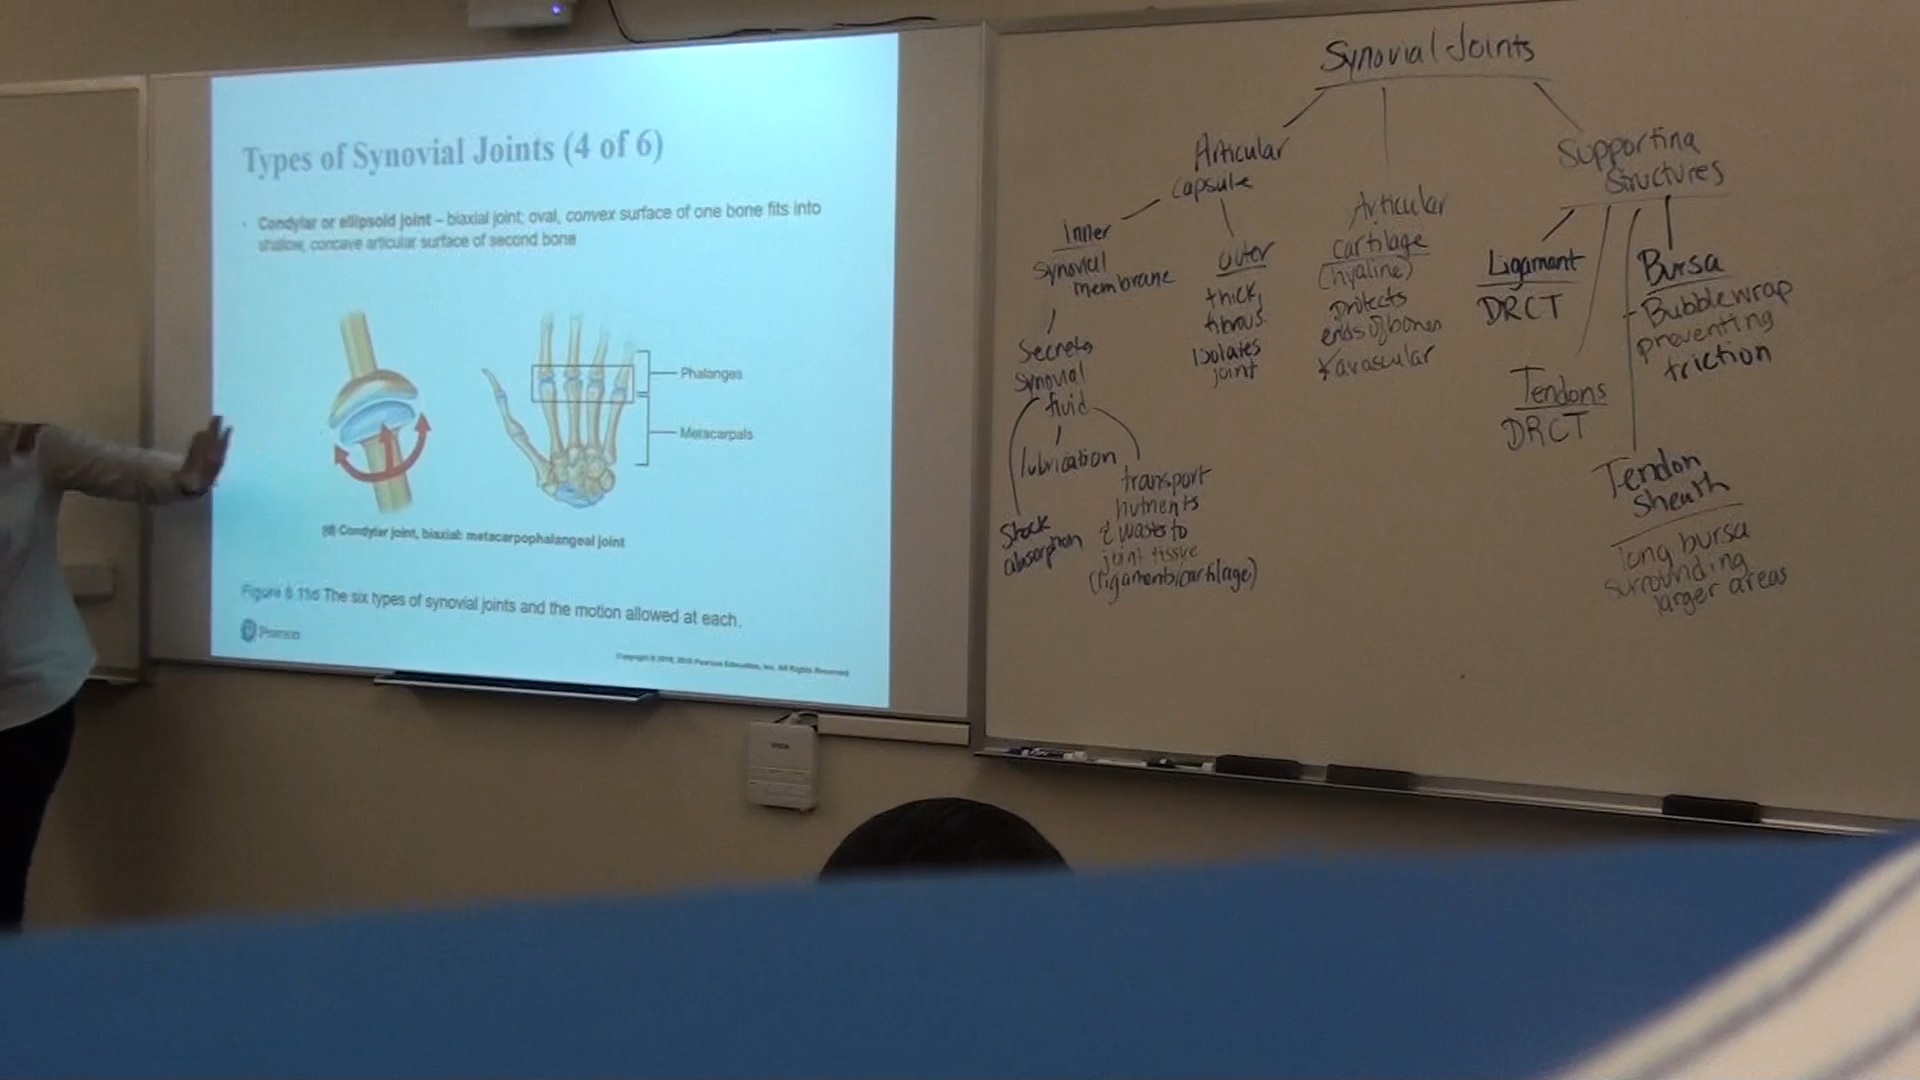 Types of Synovial Joints (4 of 6)
• Condylar or ellipsoid joint – biaxial joint; oval, convex surface of one bone fits into
shallow, concave articular surface of second bone
Phalanges
Metacarpals
(d) Condylar joint, biaxial: metacarpophalangeal joint
Figure 8.11d The six types of synovial joints and the motion allowed at each.
Pearson
All Rights Reserved
Synovial Joints
Articular
capsule
Inner
synovial
membrane
Secretes
synovial
fluid
lubrication
Shock
absorption
transport
nutrients
& wastes to
joint tissue
(ligaments/cartilage)
outer
thick,
fibrous.
Isolates
joint
Articular
cartilage
(hyaline)
protects
ends of bones
*avascular
Supporting
Structures
Ligament
DRCT
Tendons
DRCT
Bursa
- Bubblewrap
preventing
friction
Tendon
sheath
long bursa
surrounding
larger areas